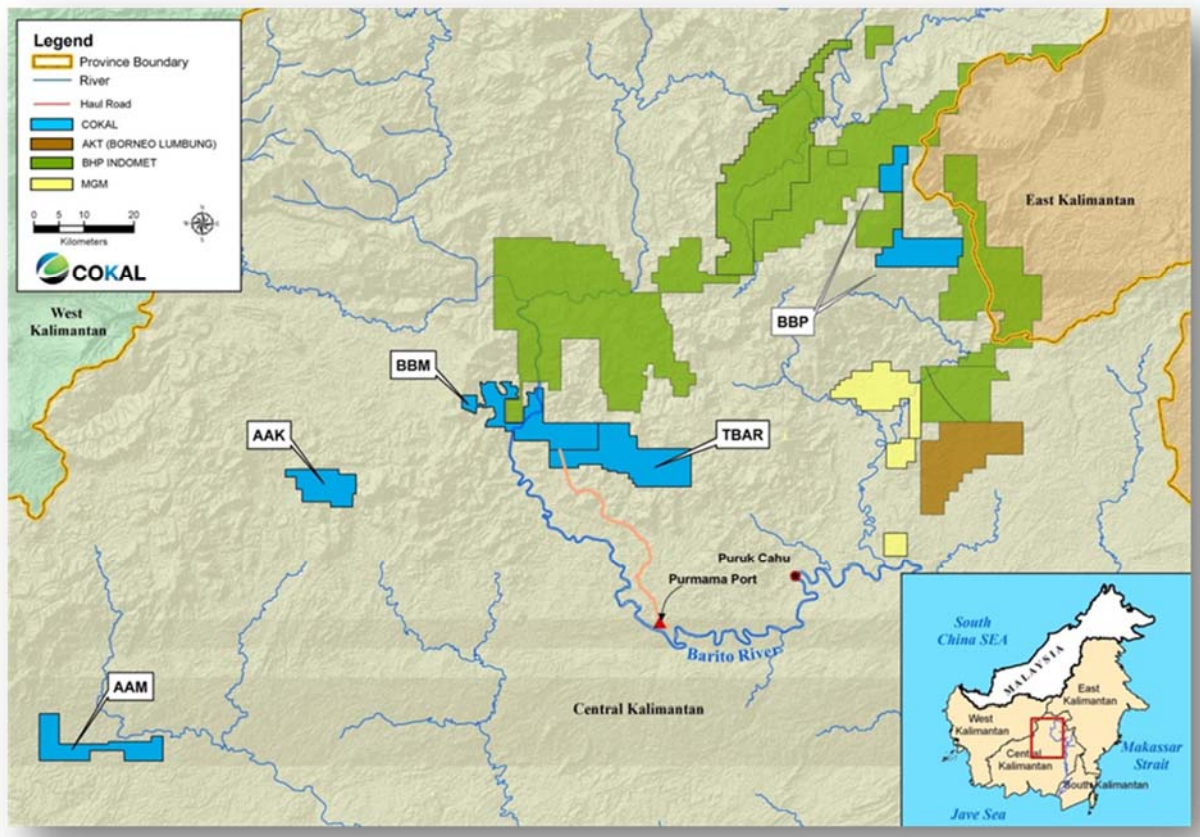 Legend
Province Boundary
River
Haul Road
COKAL
AKT (BORNEO LUMBUNG)
BHP INDOMET
MGM
0 5 10 20
Kilometers
COKAL
West
Kalimantan
East Kalimantan
BBP
BBM
AAK
TBAR
Puruk Cahu
Purmama Port
Barito River
AAM
Central Kalimantan
South
China SEA
MALAYSIA
East
Kalimantan
West
Kalimantan
Central
Kalimantan
Makassar
Strait
South Kalimantan
Jave Sea